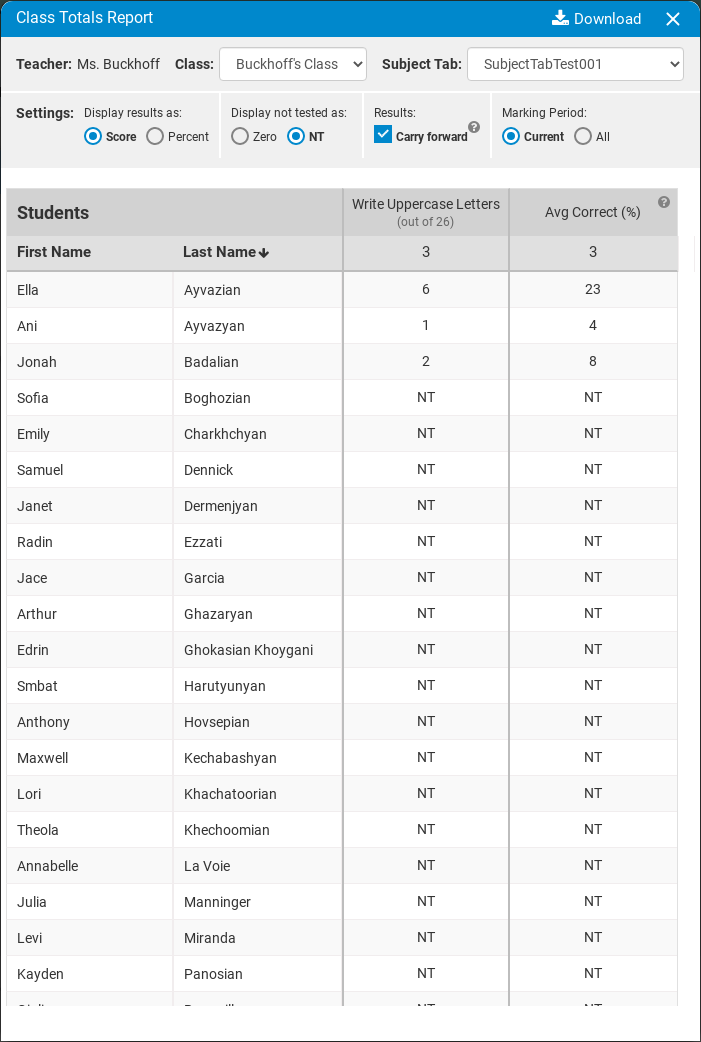 Class Totals Report Download
Teacher: Ms. Buckhoff Class: Buckhoff's Class Subject Tab: SubjectTabTest001
Settings: Display results as: Display not tested as: Results: Marking Period:
Score Percent Zero NT Carry forward ? Current All
Students Write Uppercase Letters (out of 26) Avg Correct (%) ?
First Name Last Name 3 3
Ella Ayvazian 6 23
Ani Ayvazyan 1 4
Jonah Badalian 2 8
Sofia Boghozian NT NT
Emily Charkhchyan NT NT
Samuel Dennick NT NT
Janet Dermenjyan NT NT
Radin Ezzati NT NT
Jace Garcia NT NT
Arthur Ghazaryan NT NT
Edrin Ghokasian Khoygani NT NT
Smbat Harutyunyan NT NT
Anthony Hovsepian NT NT
Maxwell Kechabashyan NT NT
Lori Khachatoorian NT NT
Theola Khechoomian NT NT
Annabelle La Voie NT NT
Julia Manninger NT NT
Levi Miranda NT NT
Kayden Panosian NT NT
NT NT